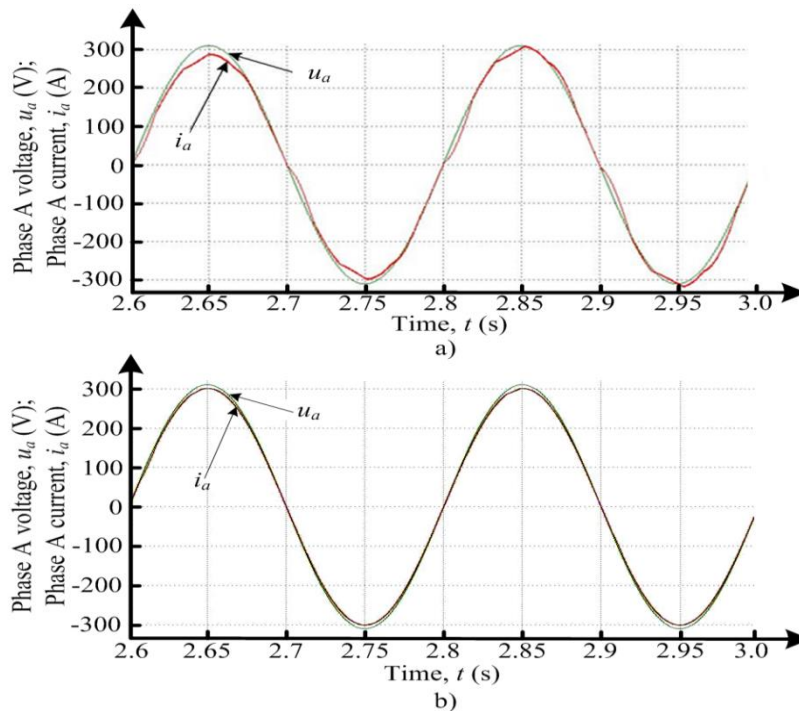 Phase A voltage, uₐ (V);
Phase A current, iₐ (A)
300
200
100
0
-100
-200
-300
uₐ
iₐ
2.6 2.65 2.7 2.75 2.8 2.85 2.9 2.95 3.0
Time, t (s)
a)
Phase A voltage, uₐ (V);
Phase A current, iₐ (A)
300
200
100
0
-100
-200
-300
uₐ
iₐ
2.6 2.65 2.7 2.75 2.8 2.85 2.9 2.95 3.0
Time, t (s)
b)